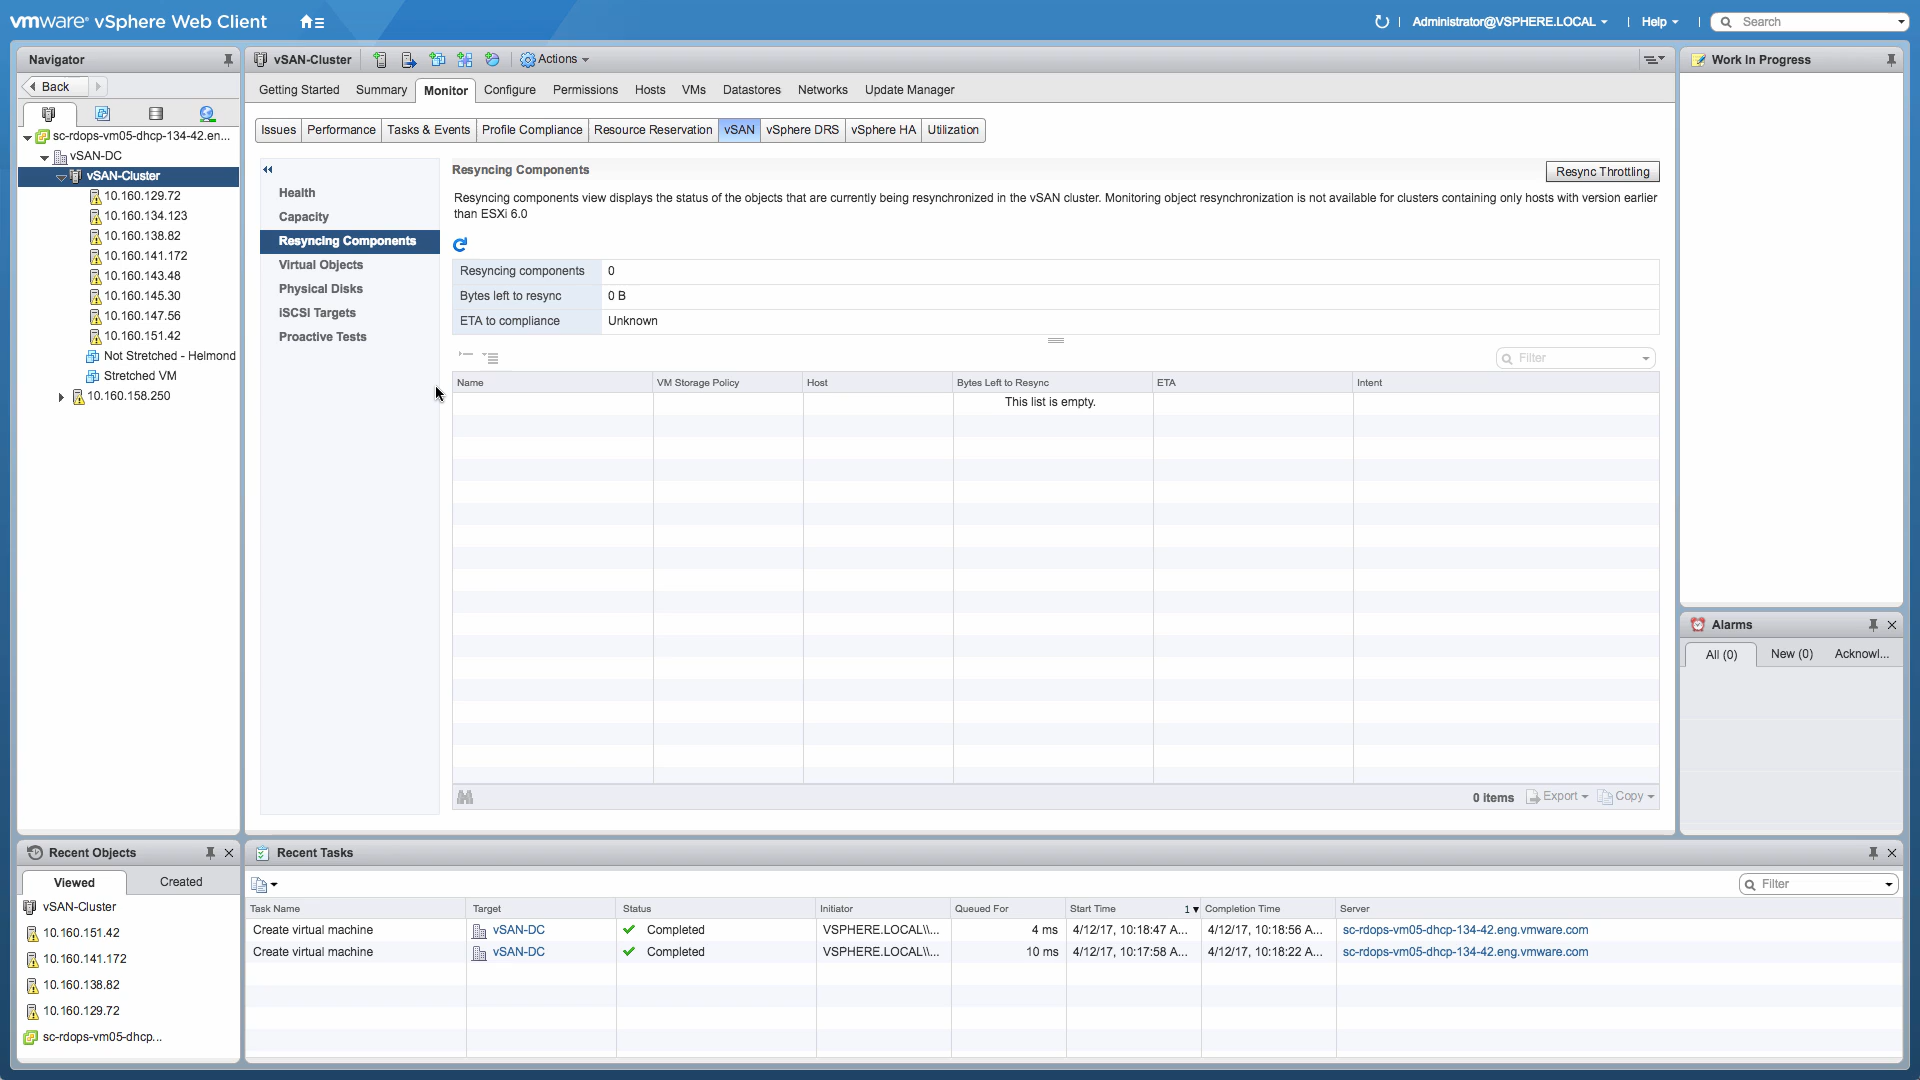 vmware® vSphere Web Client
Administrator@VSPHERE.LOCAL
Help
Search
Navigator
Back
sc-rdops-vm05-dhcp-134-42.en...
vSAN-DC
vSAN-Cluster
10.160.129.72
10.160.134.123
10.160.138.82
10.160.141.172
10.160.143.48
10.160.145.30
10.160.147.56
10.160.151.42
Not Stretched - Helmond
Stretched VM
10.160.158.250
vSAN-Cluster
Actions
Getting Started Summary Monitor Configure Permissions Hosts VMs Datastores Networks Update Manager
Issues Performance Tasks & Events Profile Compliance Resource Reservation vSAN vSphere DRS vSphere HA Utilization
Health
Capacity
Resyncing Components
Virtual Objects
Physical Disks
iSCSI Targets
Proactive Tests
Resyncing Components
Resync Throttling
Resyncing components view displays the status of the objects that are currently being resynchronized in the vSAN cluster. Monitoring object resynchronization is not available for clusters containing only hosts with version earlier
than ESXi 6.0
Resyncing components 0
Bytes left to resync 0 B
ETA to compliance Unknown
Filter
Name VM Storage Policy Host Bytes Left to Resync ETA Intent
This list is empty.
0 items Export Copy
Work In Progress
Alarms
All (0) New (0) Acknowl...
Recent Objects
Viewed Created
vSAN-Cluster
10.160.151.42
10.160.141.172
10.160.138.82
10.160.129.72
sc-rdops-vm05-dhcp...
Recent Tasks
Filter
Task Name Target Status Initiator Queued For Start Time 1 Completion Time Server
Create virtual machine vSAN-DC Completed VSPHERE.LOCAL\\... 4 ms 4/12/17, 10:18:47 A... 4/12/17, 10:18:56 A... sc-rdops-vm05-dhcp-134-42.eng.vmware.com
Create virtual machine vSAN-DC Completed VSPHERE.LOCAL\\... 10 ms 4/12/17, 10:17:58 A... 4/12/17, 10:18:22 A... sc-rdops-vm05-dhcp-134-42.eng.vmware.com